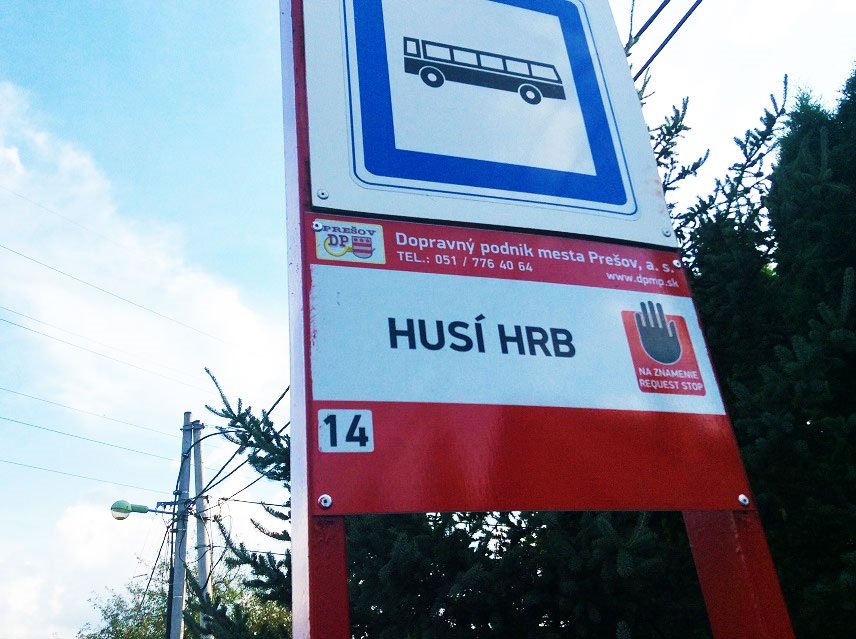 PREŠOV
DP
Dopravný podnik mesta Prešov, a. s.
TEL.: 051 / 776 40 64
www.dpmp.sk
HUSÍ HRB
NA ZNAMENIE
REQUEST STOP
14